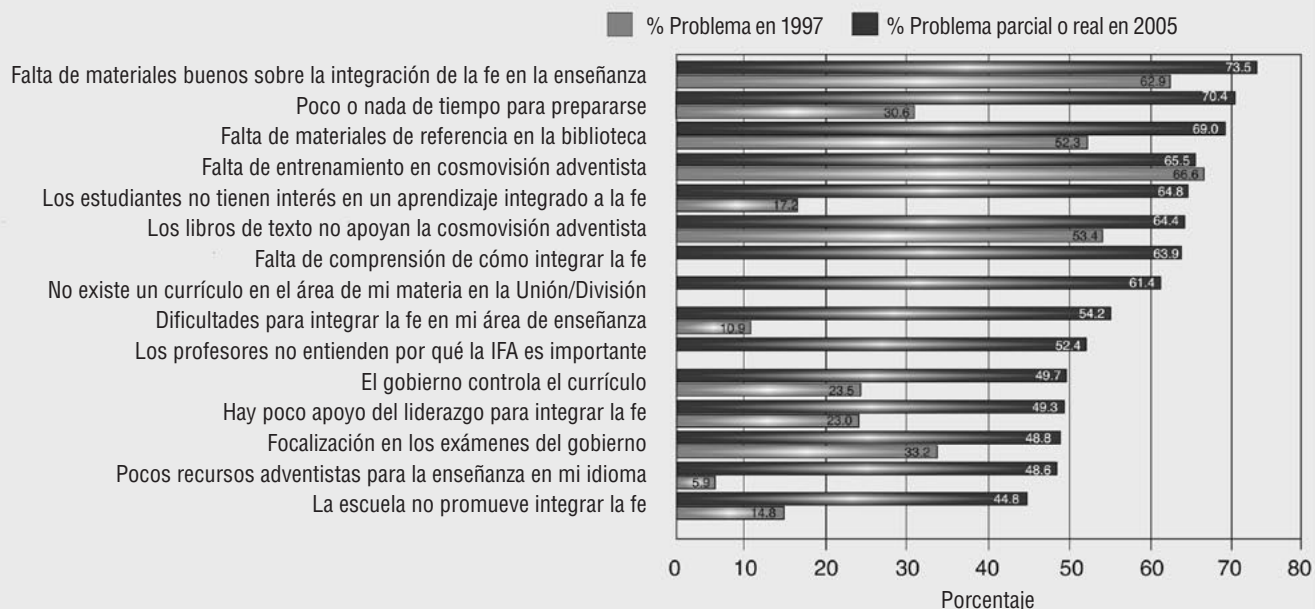 % Problema en 1997 % Problema parcial o real en 2005
Falta de materiales buenos sobre la integración de la fe en la enseñanza 73.5
62.9
Poco o nada de tiempo para prepararse 70.4
30.6
Falta de materiales de referencia en la biblioteca 69.0
52.3
Falta de entrenamiento en cosmovisión adventista 65.5
66.6
Los estudiantes no tienen interés en un aprendizaje integrado a la fe 64.8
17.2
Los libros de texto no apoyan la cosmovisión adventista 64.4
53.4
Falta de comprensión de cómo integrar la fe 63.9
No existe un currículo en el área de mi materia en la Unión/División 61.4
Dificultades para integrar la fe en mi área de enseñanza 54.2
10.9
Los profesores no entienden por qué la IFA es importante 52.4
El gobierno controla el currículo 49.7
23.5
Hay poco apoyo del liderazgo para integrar la fe 49.3
23.0
Focalización en los exámenes del gobierno 48.8
33.2
Pocos recursos adventistas para la enseñanza en mi idioma 48.6
5.9
La escuela no promueve integrar la fe 44.8
14.8
0 10 20 30 40 50 60 70 80
Porcentaje